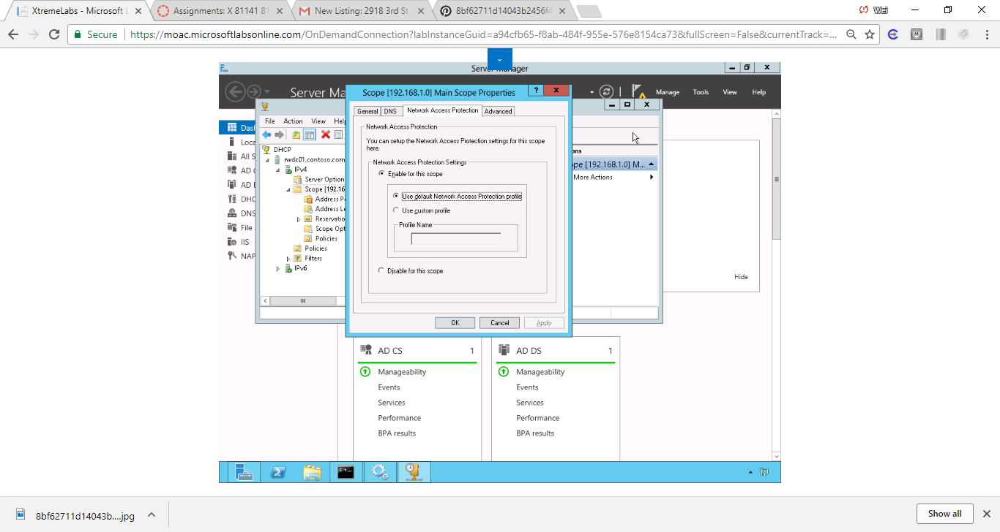 XtremeLabs - Microsoft L
Assignments: X 81141 81
New Listing: 2918 3rd St
8bf62711d14043b2456f4
Wei
Secure
https://moac.microsoftlabsonline.com/OnDemandConnection?labInstanceGuid=a94cfb65-f8ab-484f-955e-576e8154ca73&fullScreen=False&currentTrack=...
Server Manager
Server Ma
Manage
Tools
View
Help
Scope [192.168.1.0] Main Scope Properties
?
File
Action
View
Help
General
DNS
Network Access Protection
Advanced
Network Access Protection
You can setup the Network Access Protection settings for this scope
here.
Network Access Protection Settings
Enable for this scope
Use default Network Access Protection profile
Use custom profile
Profile Name
Disable for this scope
OK
Cancel
Apply
Dash
Loca
All S
AD C
AD I
DHC
DNS
File
IIS
NAP
DHCP
rwdc01.contoso.com
IPv4
Server Option
Scope [192.16
Address P
Address Le
Reservatio
Scope Opt
Policies
Policies
Filters
IPv6
ons
ope [192.168.1.0] M...
More Actions
Hide
AD CS
1
Manageability
Events
Services
Performance
BPA results
AD DS
1
Manageability
Events
Services
Performance
BPA results
8bf62711d14043b....jpg
Show all